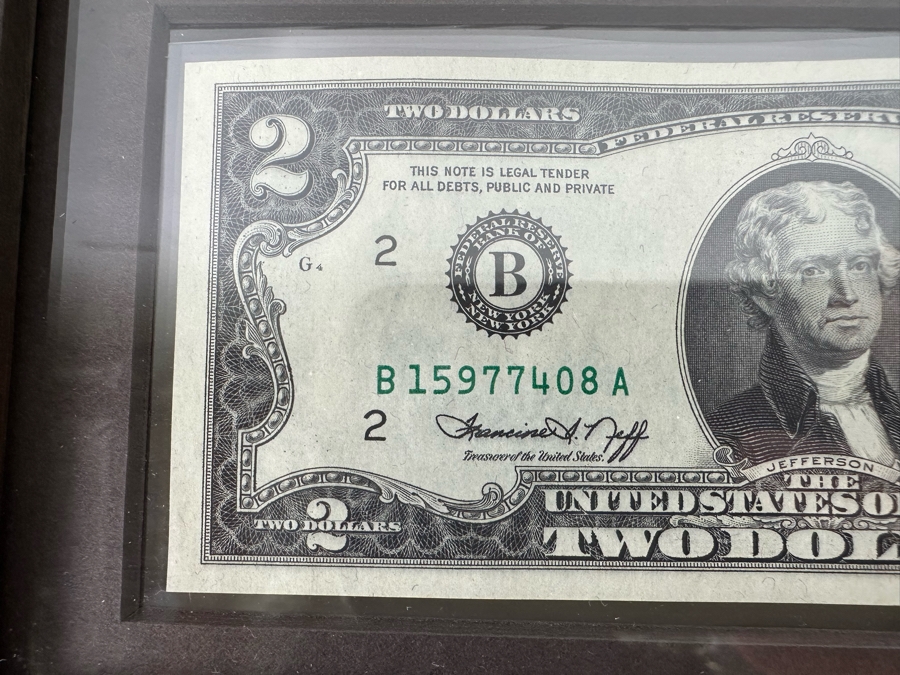 TWO DOLLARS
FEDERAL RESERV
2
THIS NOTE IS LEGAL TENDER
FOR ALL DEBTS, PUBLIC AND PRIVATE
G4
2
FEDERAL RESERVE
BANK OF
B
NEW YORK
NEW YORK
B 15977408 A
2
Francine I. Neff
Treasurer of the United States.
JEFFERSON
THE
UNITED STATES O
TWO DOL
TWO DOLLARS
2